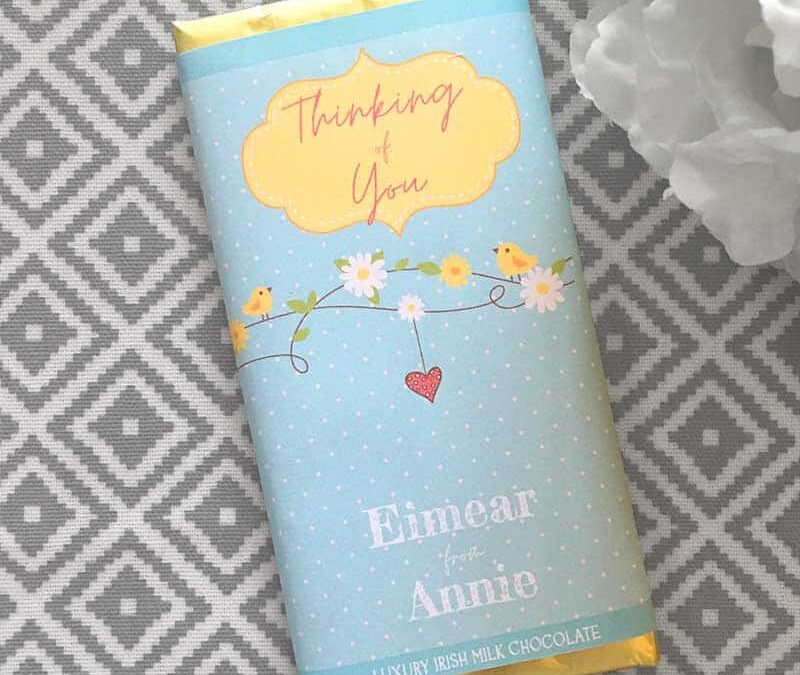 Thinking
of
You
Eimear
from
Annie
LUXURY IRISH MILK CHOCOLATE